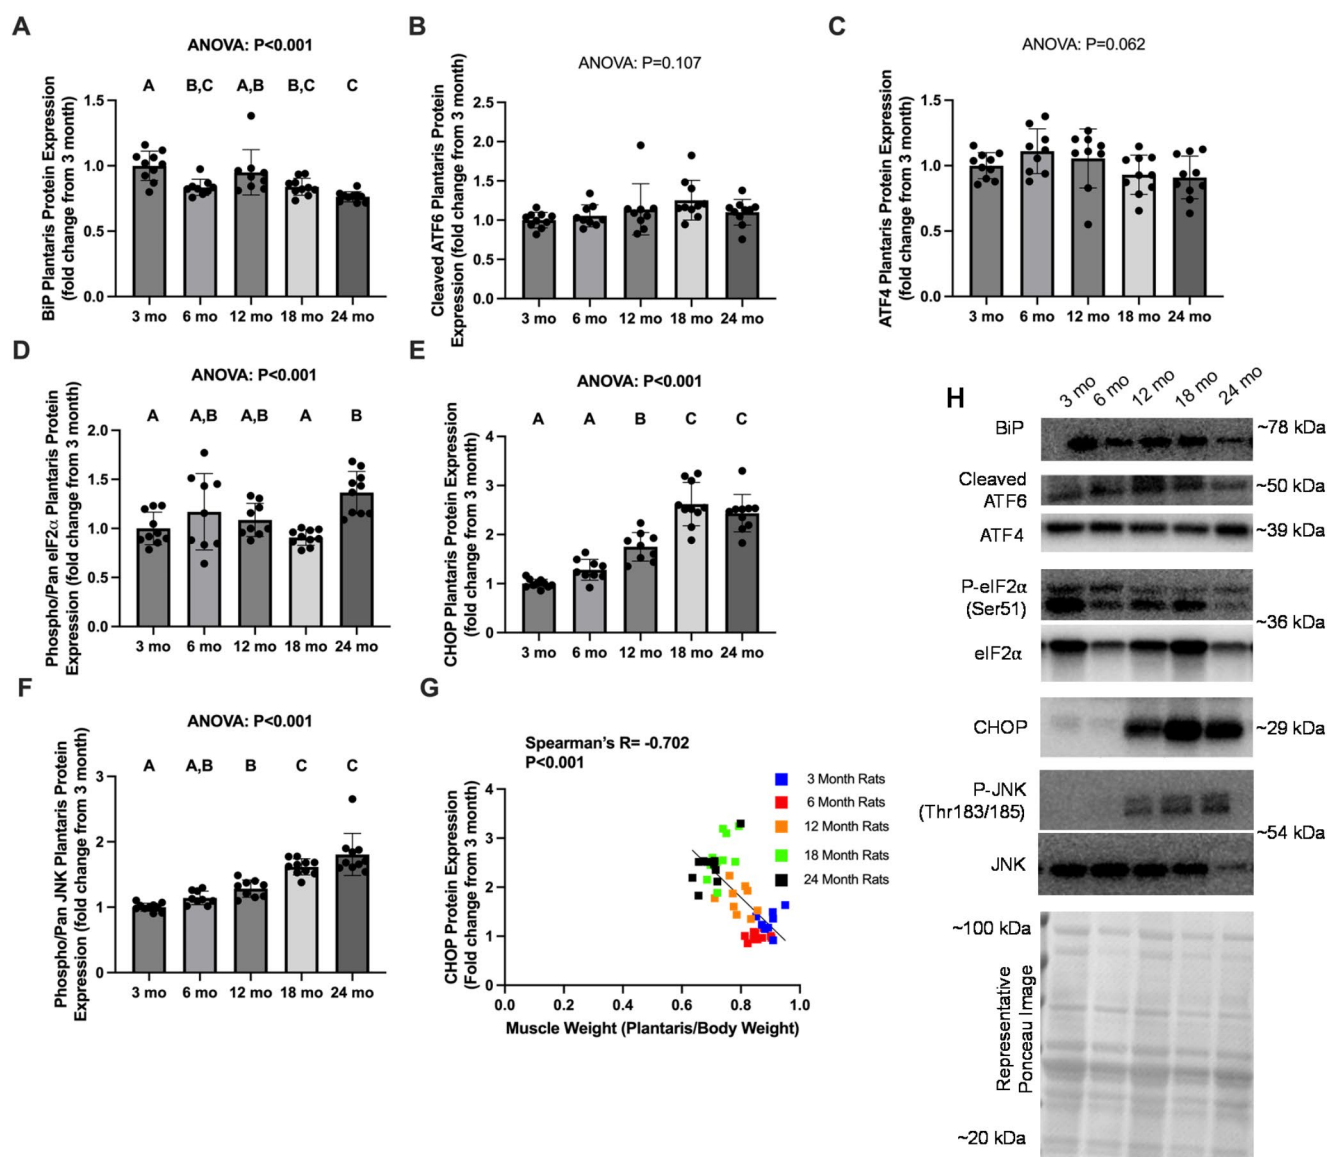 A
ANOVA: P<0.001
A B,C A,B B,C C
BiP Plantaris Protein Expression
(fold change from 3 month)
1.5
1.0
0.5
0.0
3 mo 6 mo 12 mo 18 mo 24 mo
B
ANOVA: P=0.107
Cleaved ATF6 Plantaris Protein
Expression (fold change from 3 month)
2.5
2.0
1.5
1.0
0.5
0.0
3 mo 6 mo 12 mo 18 mo 24 mo
C
ANOVA: P=0.062
ATF4 Plantaris Protein Expression
(fold change from 3 month)
1.5
1.0
0.5
0.0
3 mo 6 mo 12 mo 18 mo 24 mo
D
ANOVA: P<0.001
A A,B A,B A B
Phospho/Pan eIF2α Plantaris Protein
Expression (fold change from 3 month)
2.0
1.5
1.0
0.5
0.0
3 mo 6 mo 12 mo 18 mo 24 mo
E
ANOVA: P<0.001
A A B C C
CHOP Plantaris Protein Expression
(fold change from 3 month)
4
3
2
1
0
3 mo 6 mo 12 mo 18 mo 24 mo
F
ANOVA: P<0.001
A A,B B C C
Phospho/Pan JNK Plantaris Protein
Expression (fold change from 3 month)
3
2
1
0
3 mo 6 mo 12 mo 18 mo 24 mo
G
Spearman's R= -0.702
P<0.001
CHOP Protein Expression
(Fold change from 3 month)
4
3
2
1
0
0.0 0.2 0.4 0.6 0.8 1.0
Muscle Weight (Plantaris/Body Weight)
3 Month Rats
6 Month Rats
12 Month Rats
18 Month Rats
24 Month Rats
H
3 mo 6 mo 12 mo 18 mo 24 mo
BiP ~78 kDa
Cleaved
ATF6 ~50 kDa
ATF4 ~39 kDa
P-eIF2α
(Ser51)
~36 kDa
eIF2α
CHOP ~29 kDa
P-JNK
(Thr183/185)
~54 kDa
JNK
~100 kDa
Representative
Ponceau Image
~20 kDa